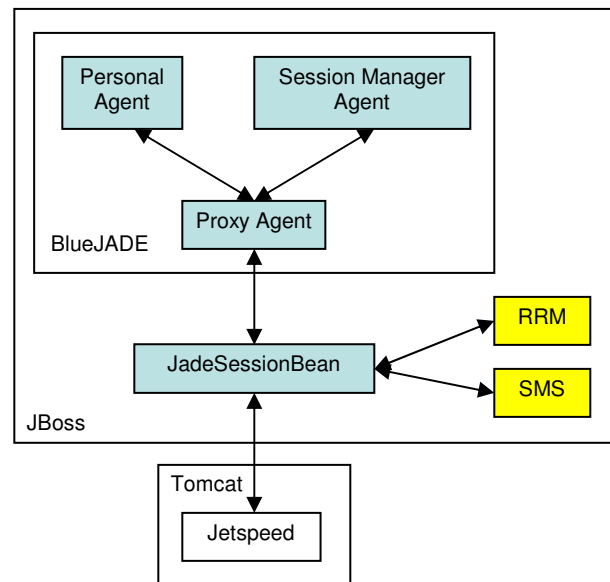 Personal
Agent
Session Manager
Agent
Proxy Agent
BlueJADE
RRM
JadeSessionBean
SMS
JBoss
Tomcat
Jetspeed